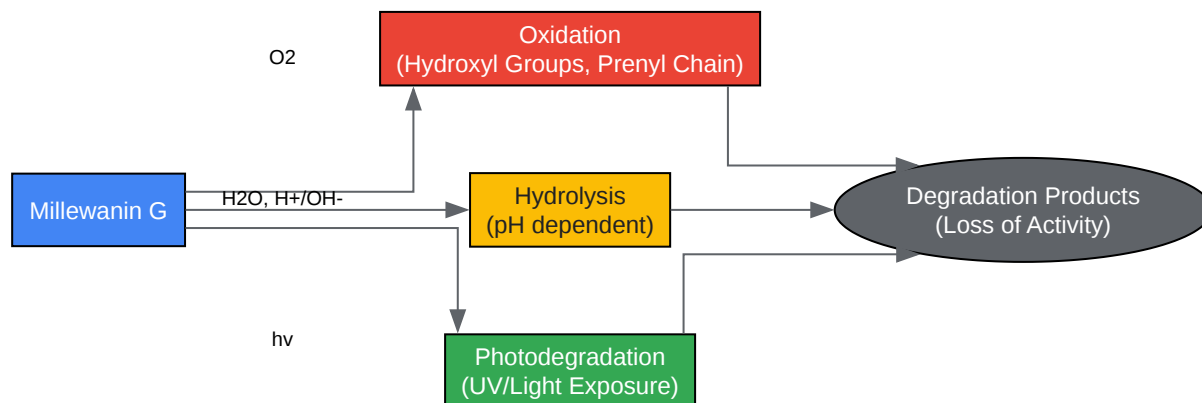 O2
Oxidation
(Hydroxyl Groups, Prenyl Chain)
Millewanin G
H2O, H+/OH-
Hydrolysis
(pH dependent)
Degradation Products
(Loss of Activity)
hv
Photodegradation
(UV/Light Exposure)